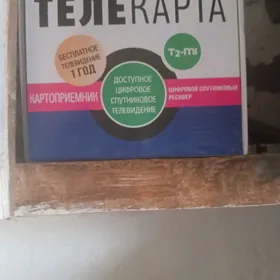 ТЕЛЕКАРТА
БЕСПЛАТНОЕ
ТЕЛЕВИДЕНИЕ
1 ГОД
T2-MI
ДОСТУПНОЕ
ЦИФРОВОЕ
СПУТНИКОВОЕ
ТЕЛЕВИДЕНИЕ
КАРТОПРИЕМНИК
ЦИФРОВОЙ СПУТНИКОВЫЙ
РЕСИВЕР